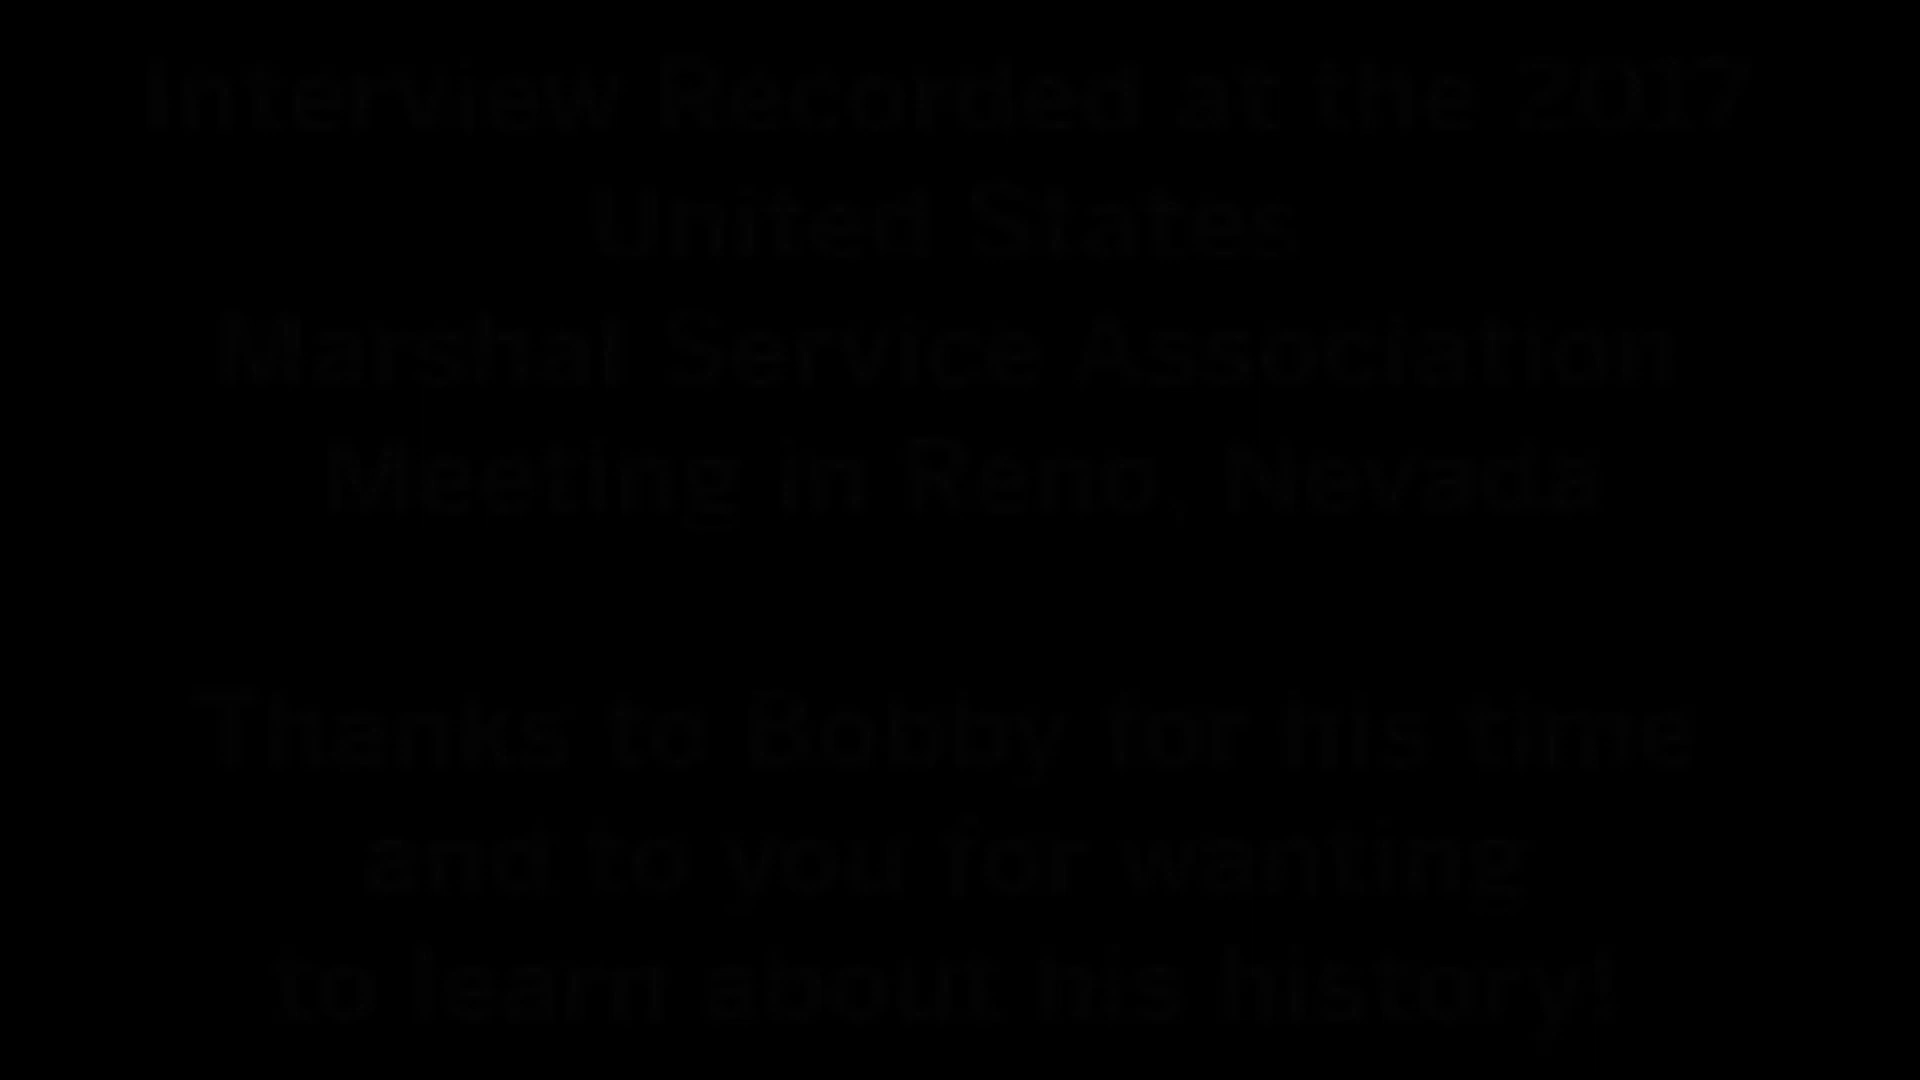 Interview Recorded at the 2017
United States
Marshal Service Association
Meeting in Reno, Nevada
Thanks to Bobby for his time
and to you for wanting
to learn about his history!